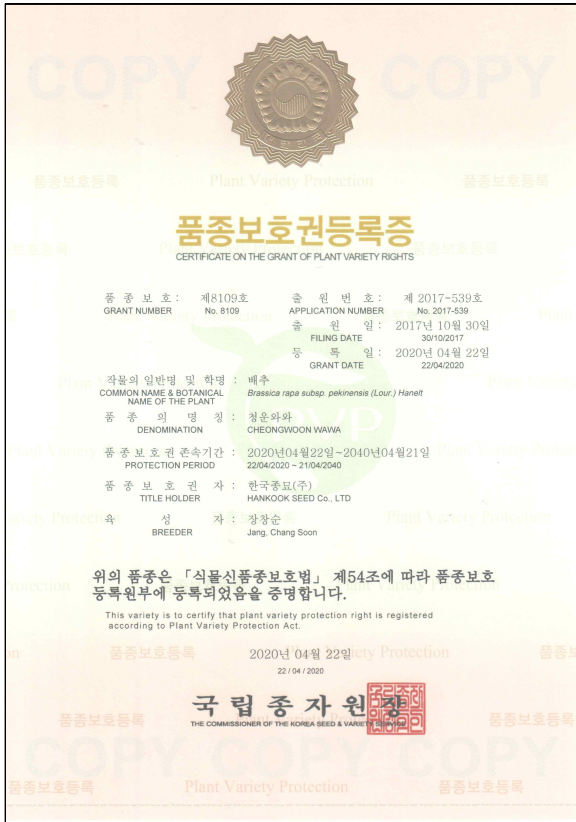 COPY COPY
품종보호등록 Plant Variety Protection 품종보호등록
품종보호권등록증
CERTIFICATE ON THE GRANT OF PLANT VARIETY RIGHTS
품 종 보 호 : 제8109호 출 원 번 호 : 제 2017-539호
GRANT NUMBER No. 8109 APPLICATION NUMBER No. 2017-539
출 원 일 : 2017년 10월 30일
FILING DATE 30/10/2017
등 록 일 : 2020년 04월 22일
GRANT DATE 22/04/2020
작물의 일반명 및 학명 : 배추
COMMON NAME & BOTANICAL Brassica rapa subsp. pekinensis (Lour.) Hanelt
NAME OF THE PLANT
품 종 의 명 칭 : 청운와와
DENOMINATION CHEONGWOON WAWA
품종보호권 존속기간 : 2020년04월22일~2040년04월21일
PROTECTION PERIOD 22/04/2020 ~ 21/04/2040
품 종 보 호 권 자 : 한국종묘(주)
TITLE HOLDER HANKOOK SEED Co., LTD
육 성 자 : 장창순
BREEDER Jang, Chang Soon
위의 품종은 「식물신품종보호법」 제54조에 따라 품종보호
등록원부에 등록되었음을 증명합니다.
This variety is to certify that plant variety protection right is registered
according to Plant Variety Protection Act.
품종보호등록 Plant Variety Protection
2020년 04월 22일
22 / 04 / 2020
국 립 종 자 원 장
THE COMMISSIONER OF THE KOREA SEED & VARIETY SERVICE
품종보호등록 품종보호등록
COPY COPY
품종보호등록 Plant Variety Protection 품종보호등록